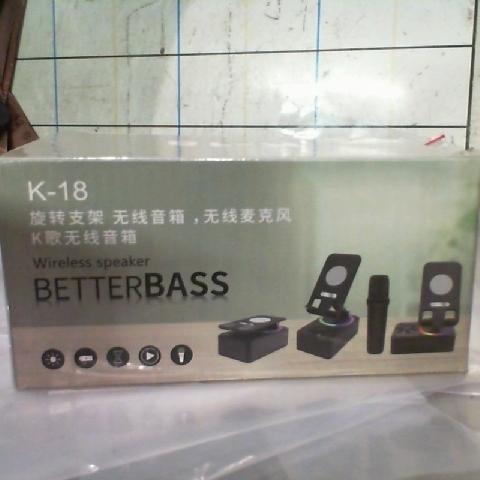 K-18
旋转支架 无线音箱，无线麦克风
K歌无线音箱
Wireless speaker
BETTERBASS